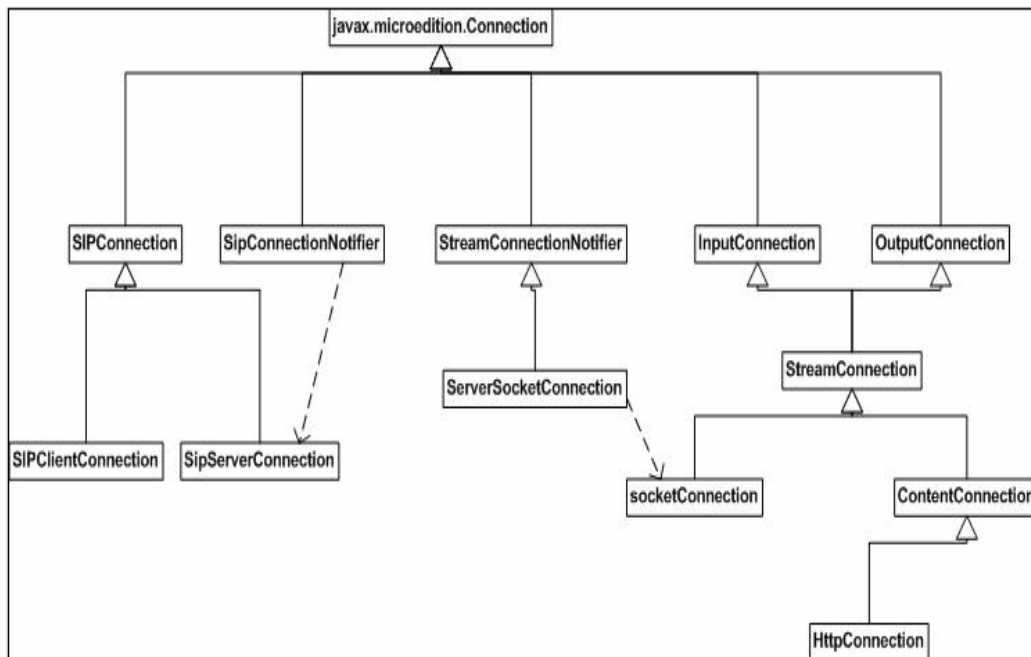 javax.microedition.Connection
SIPConnection
SipConnectionNotifier
StreamConnectionNotifier
InputConnection
OutputConnection
StreamConnection
ServerSocketConnection
SIPClientConnection
SipServerConnection
socketConnection
ContentConnection
HttpConnection